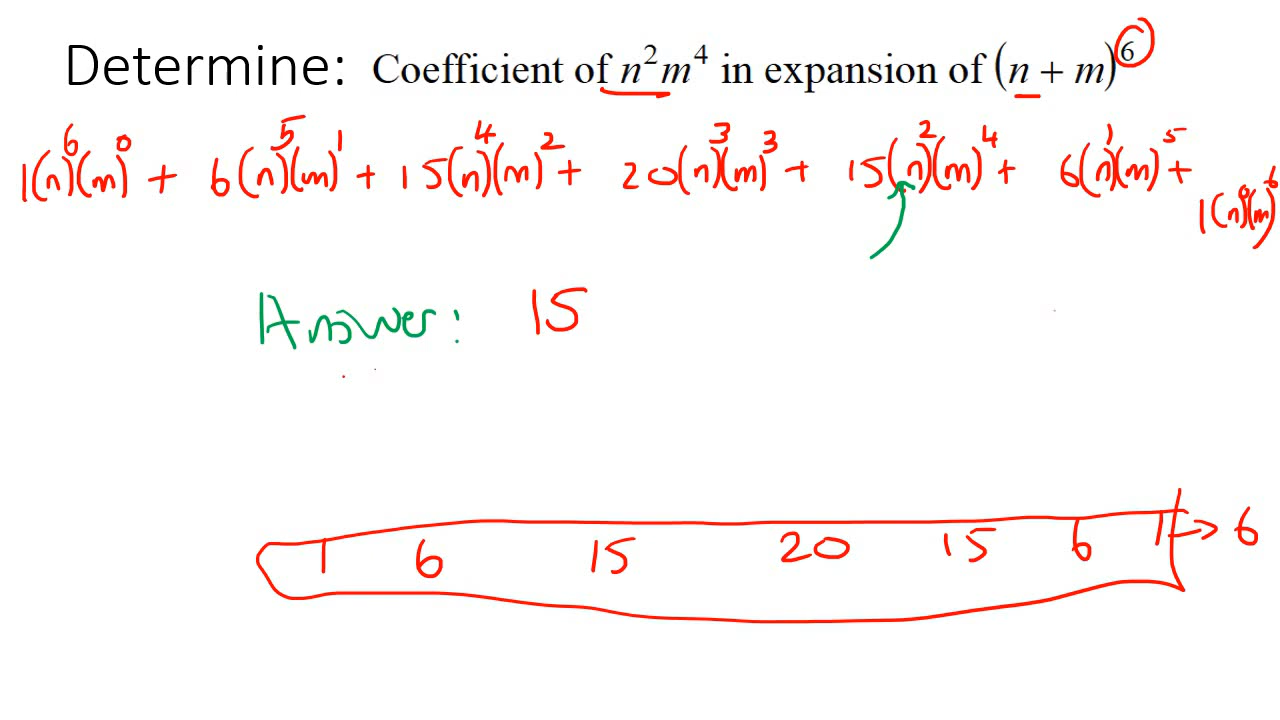 Determine: Coefficient of n²m⁴ in expansion of (n + m)⁶
1(n)⁶(m)⁰ + 6(n)⁵(m)¹ + 15(n)⁴(m)² + 20(n)³(m)³ + 15(n)²(m)⁴ + 6(n)¹(m)⁵ +
1(n)⁰(m)⁶
Answer: 15
1 6 15 20 15 6 1 → 6